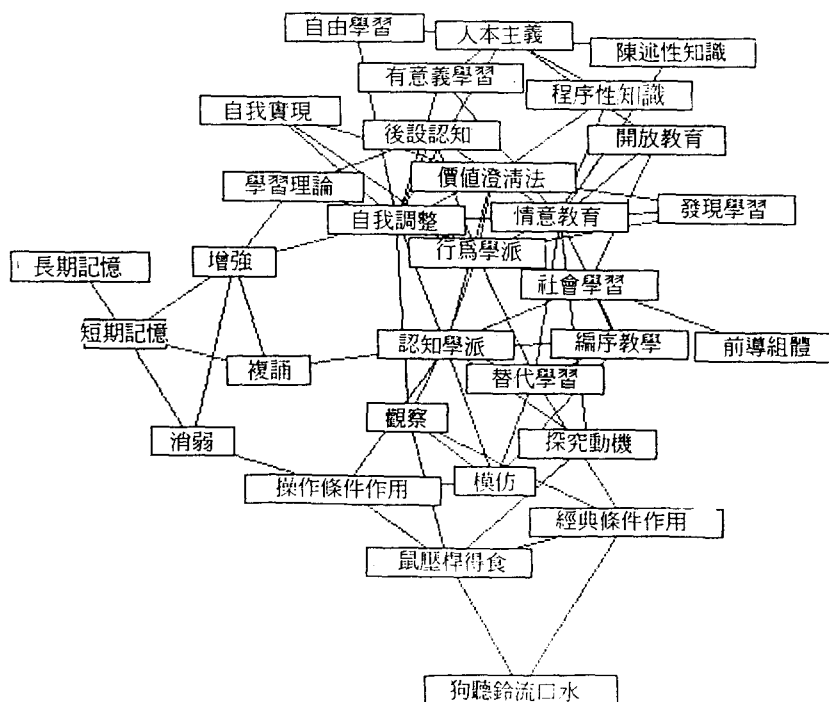 自由學習
人本主義
陳述性知識
有意義學習
程序性知識
自我實現
後設認知
開放教育
價值澄清法
學習理論
自我調整
情意教育
發現學習
行為學派
長期記憶
增強
社會學習
短期記憶
認知學派
編序教學
前導組體
複誦
替代學習
觀察
消弱
探究動機
操作條件作用
模仿
經典條件作用
鼠壓桿得食
狗聽鈴流口水